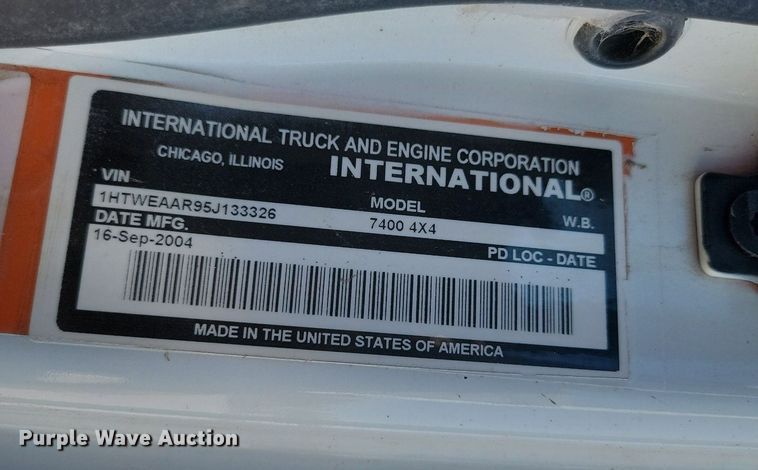 INTERNATIONAL TRUCK AND ENGINE CORPORATION
CHICAGO, ILLINOIS INTERNATIONAL®
VIN MODEL W.B.
1HTWEAAR95J133326 7400 4X4
DATE MFG. PD LOC - DATE
16-Sep-2004
MADE IN THE UNITED STATES OF AMERICA
Purple Wave Auction